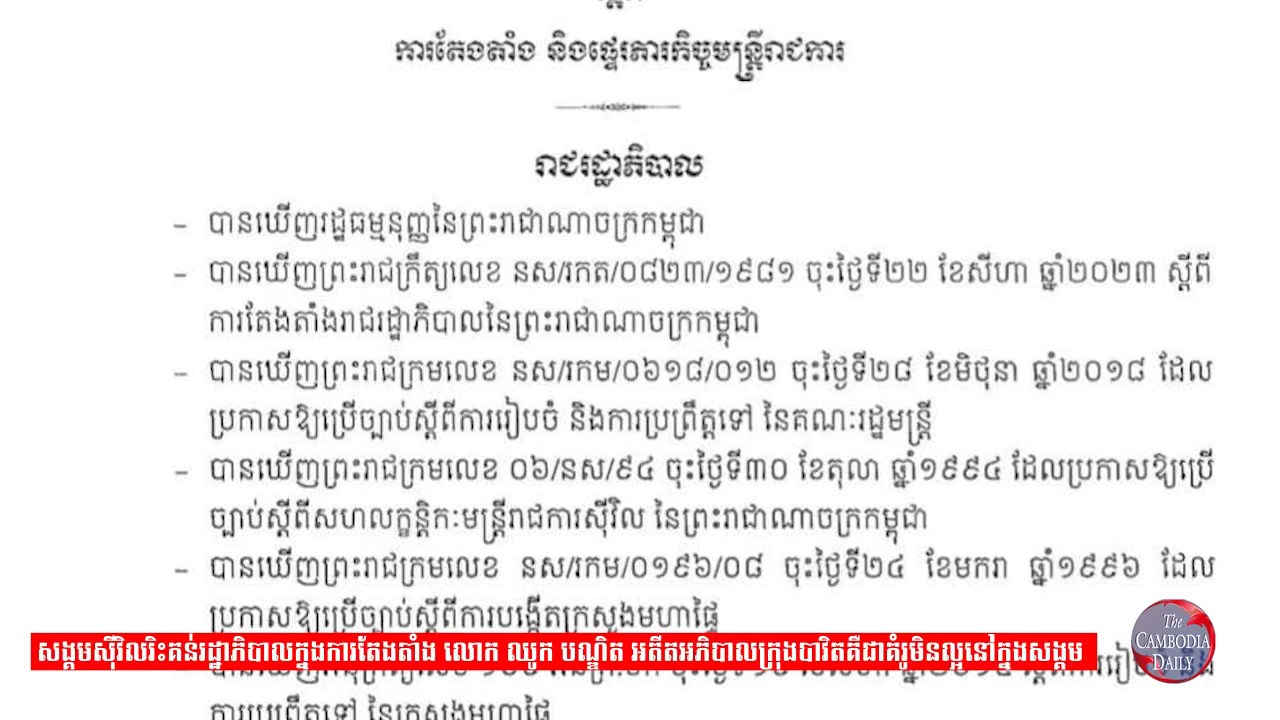 ការតែងតាំង និងផ្ទេរភារកិច្ចមន្ត្រីរាជការ
រាជរដ្ឋាភិបាល
- បានឃើញរដ្ឋធម្មនុញ្ញនៃព្រះរាជាណាចក្រកម្ពុជា
- បានឃើញព្រះរាជក្រឹត្យលេខ នស/រកត/០៨២៣/១៩៨១ ចុះថ្ងៃទី២២ ខែសីហា ឆ្នាំ២០២៣ ស្តីពី
ការតែងតាំងរាជរដ្ឋាភិបាលនៃព្រះរាជាណាចក្រកម្ពុជា
- បានឃើញព្រះរាជក្រមលេខ នស/រកម/០៦១៨/០១២ ចុះថ្ងៃទី២៨ ខែមិថុនា ឆ្នាំ២០១៨ ដែល
ប្រកាសឱ្យប្រើច្បាប់ស្តីពីការរៀបចំ និងការប្រព្រឹត្តទៅ នៃគណៈរដ្ឋមន្ត្រី
- បានឃើញព្រះរាជក្រមលេខ ០៦/នស/៩៤ ចុះថ្ងៃទី៣០ ខែតុលា ឆ្នាំ១៩៩៤ ដែលប្រកាសឱ្យប្រើ
ច្បាប់ស្តីពីសហលក្ខន្តិកៈមន្ត្រីរាជការស៊ីវិល នៃព្រះរាជាណាចក្រកម្ពុជា
- បានឃើញព្រះរាជក្រមលេខ នស/រកម/០១៩៦/០៨ ចុះថ្ងៃទី២៤ ខែមករា ឆ្នាំ១៩៩៦ ដែល
ប្រកាសឱ្យប្រើច្បាប់ស្តីពីការបង្កើតក្រសួងមហាផ្ទៃ
សង្គមស៊ីវិលរិះគន់រដ្ឋាភិបាលក្នុងការតែងតាំង លោក ឈូក បណ្ឌិត អតីតអភិបាលក្រុងបាវិតគឺជាគំរូមិនល្អនៅក្នុងសង្គម
The
CAMBODIA
DAILY
ការប្រព្រឹត្តទៅ នៃក្រសួងមហាផ្ទៃ